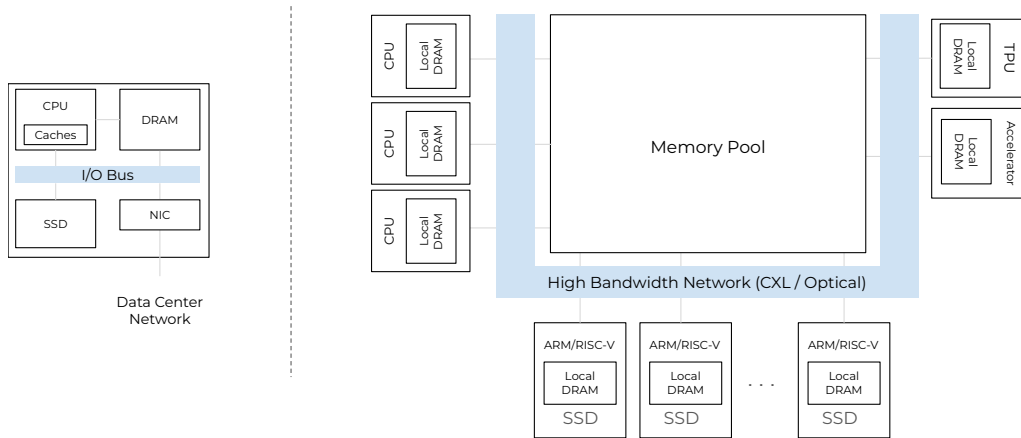 CPU
Caches
DRAM
I/O Bus
SSD
NIC
Data Center
Network
CPU
Local
DRAM
CPU
Local
DRAM
CPU
Local
DRAM
Memory Pool
TPU
Local
DRAM
Accelerator
Local
DRAM
High Bandwidth Network (CXL / Optical)
ARM/RISC-V
Local
DRAM
SSD
ARM/RISC-V
Local
DRAM
SSD
. . .
ARM/RISC-V
Local
DRAM
SSD